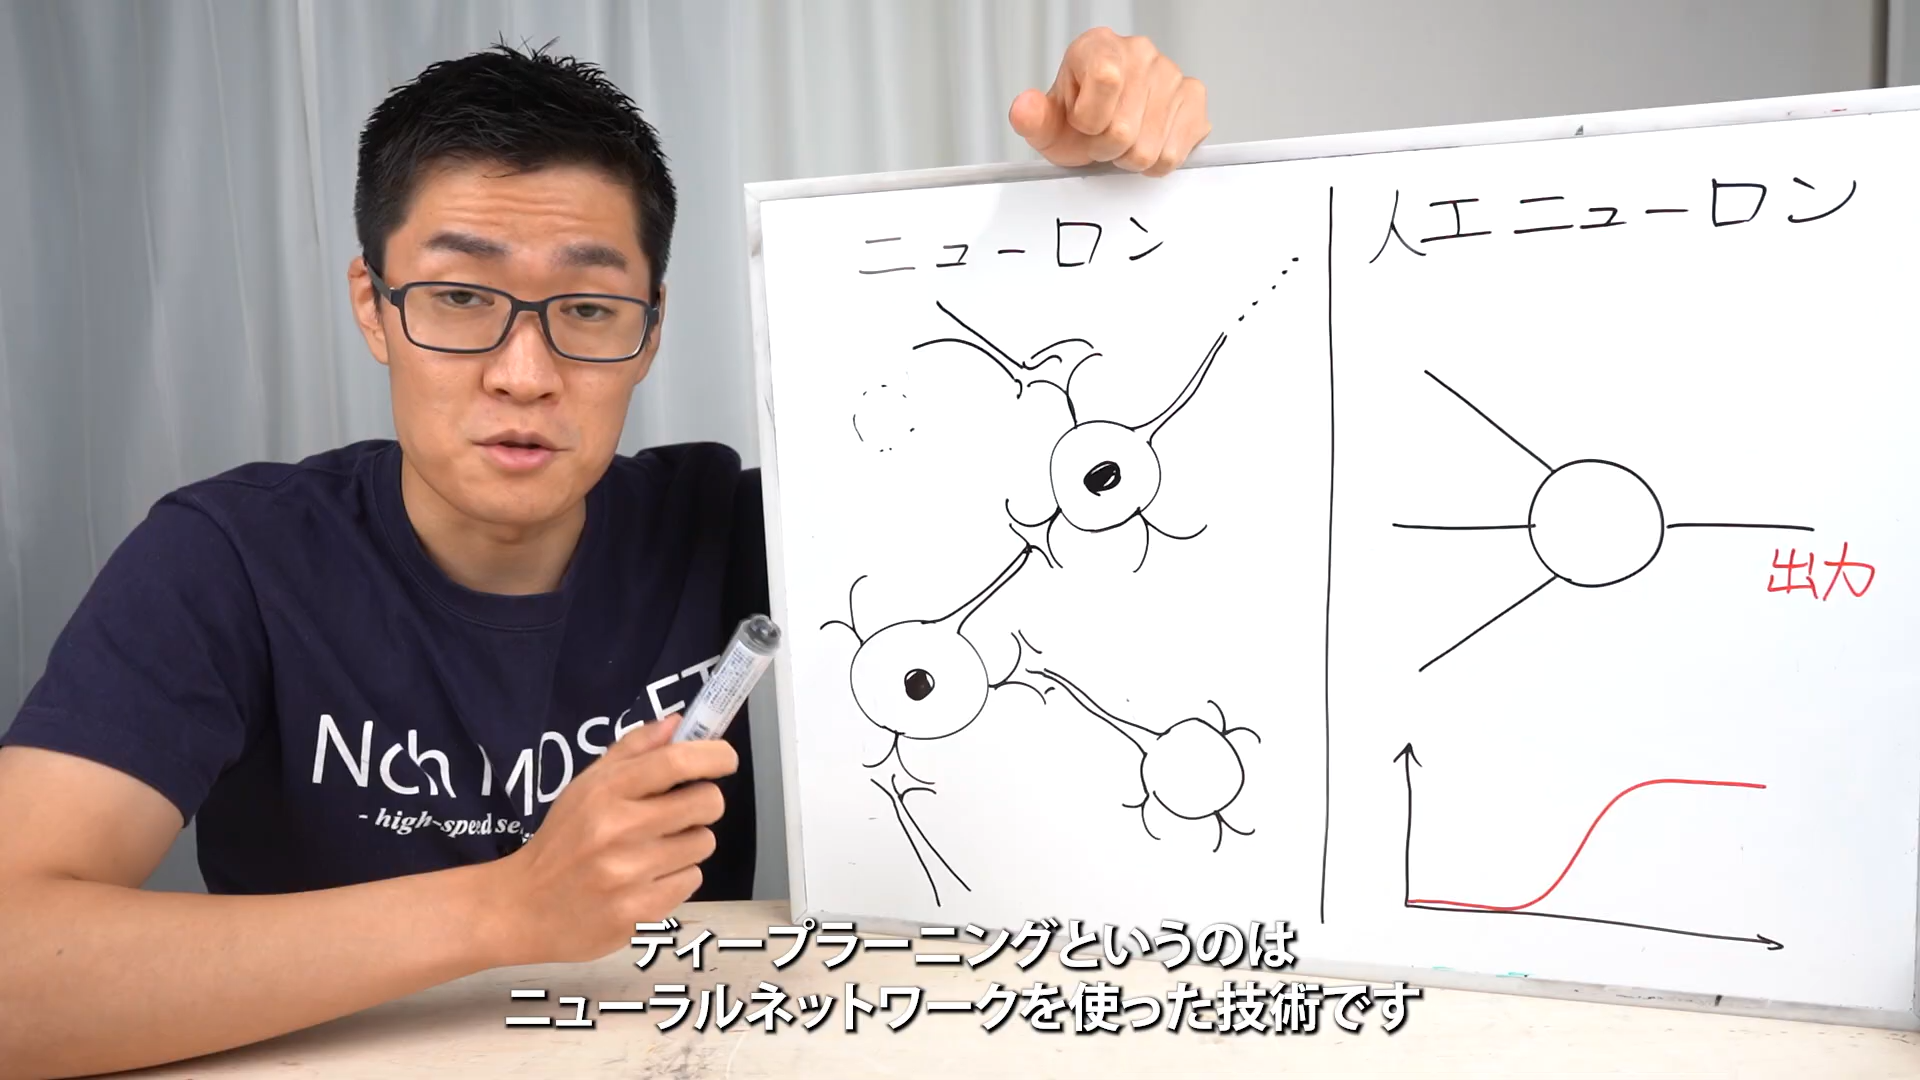 ニューロン
人工ニューロン
出力
Nch MOSFET
- high-speed se
ディープラーニングというのは
ニューラルネットワークを使った技術です